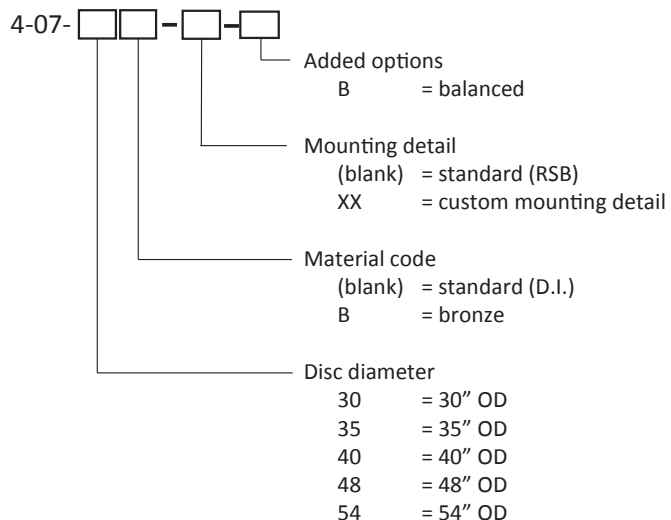 4-07-
Added options
B = balanced
Mounting detail
(blank) = standard (RSB)
XX = custom mounting detail
Material code
(blank) = standard (D.I.)
B = bronze
Disc diameter
30 = 30” OD
35 = 35” OD
40 = 40” OD
48 = 48” OD
54 = 54” OD